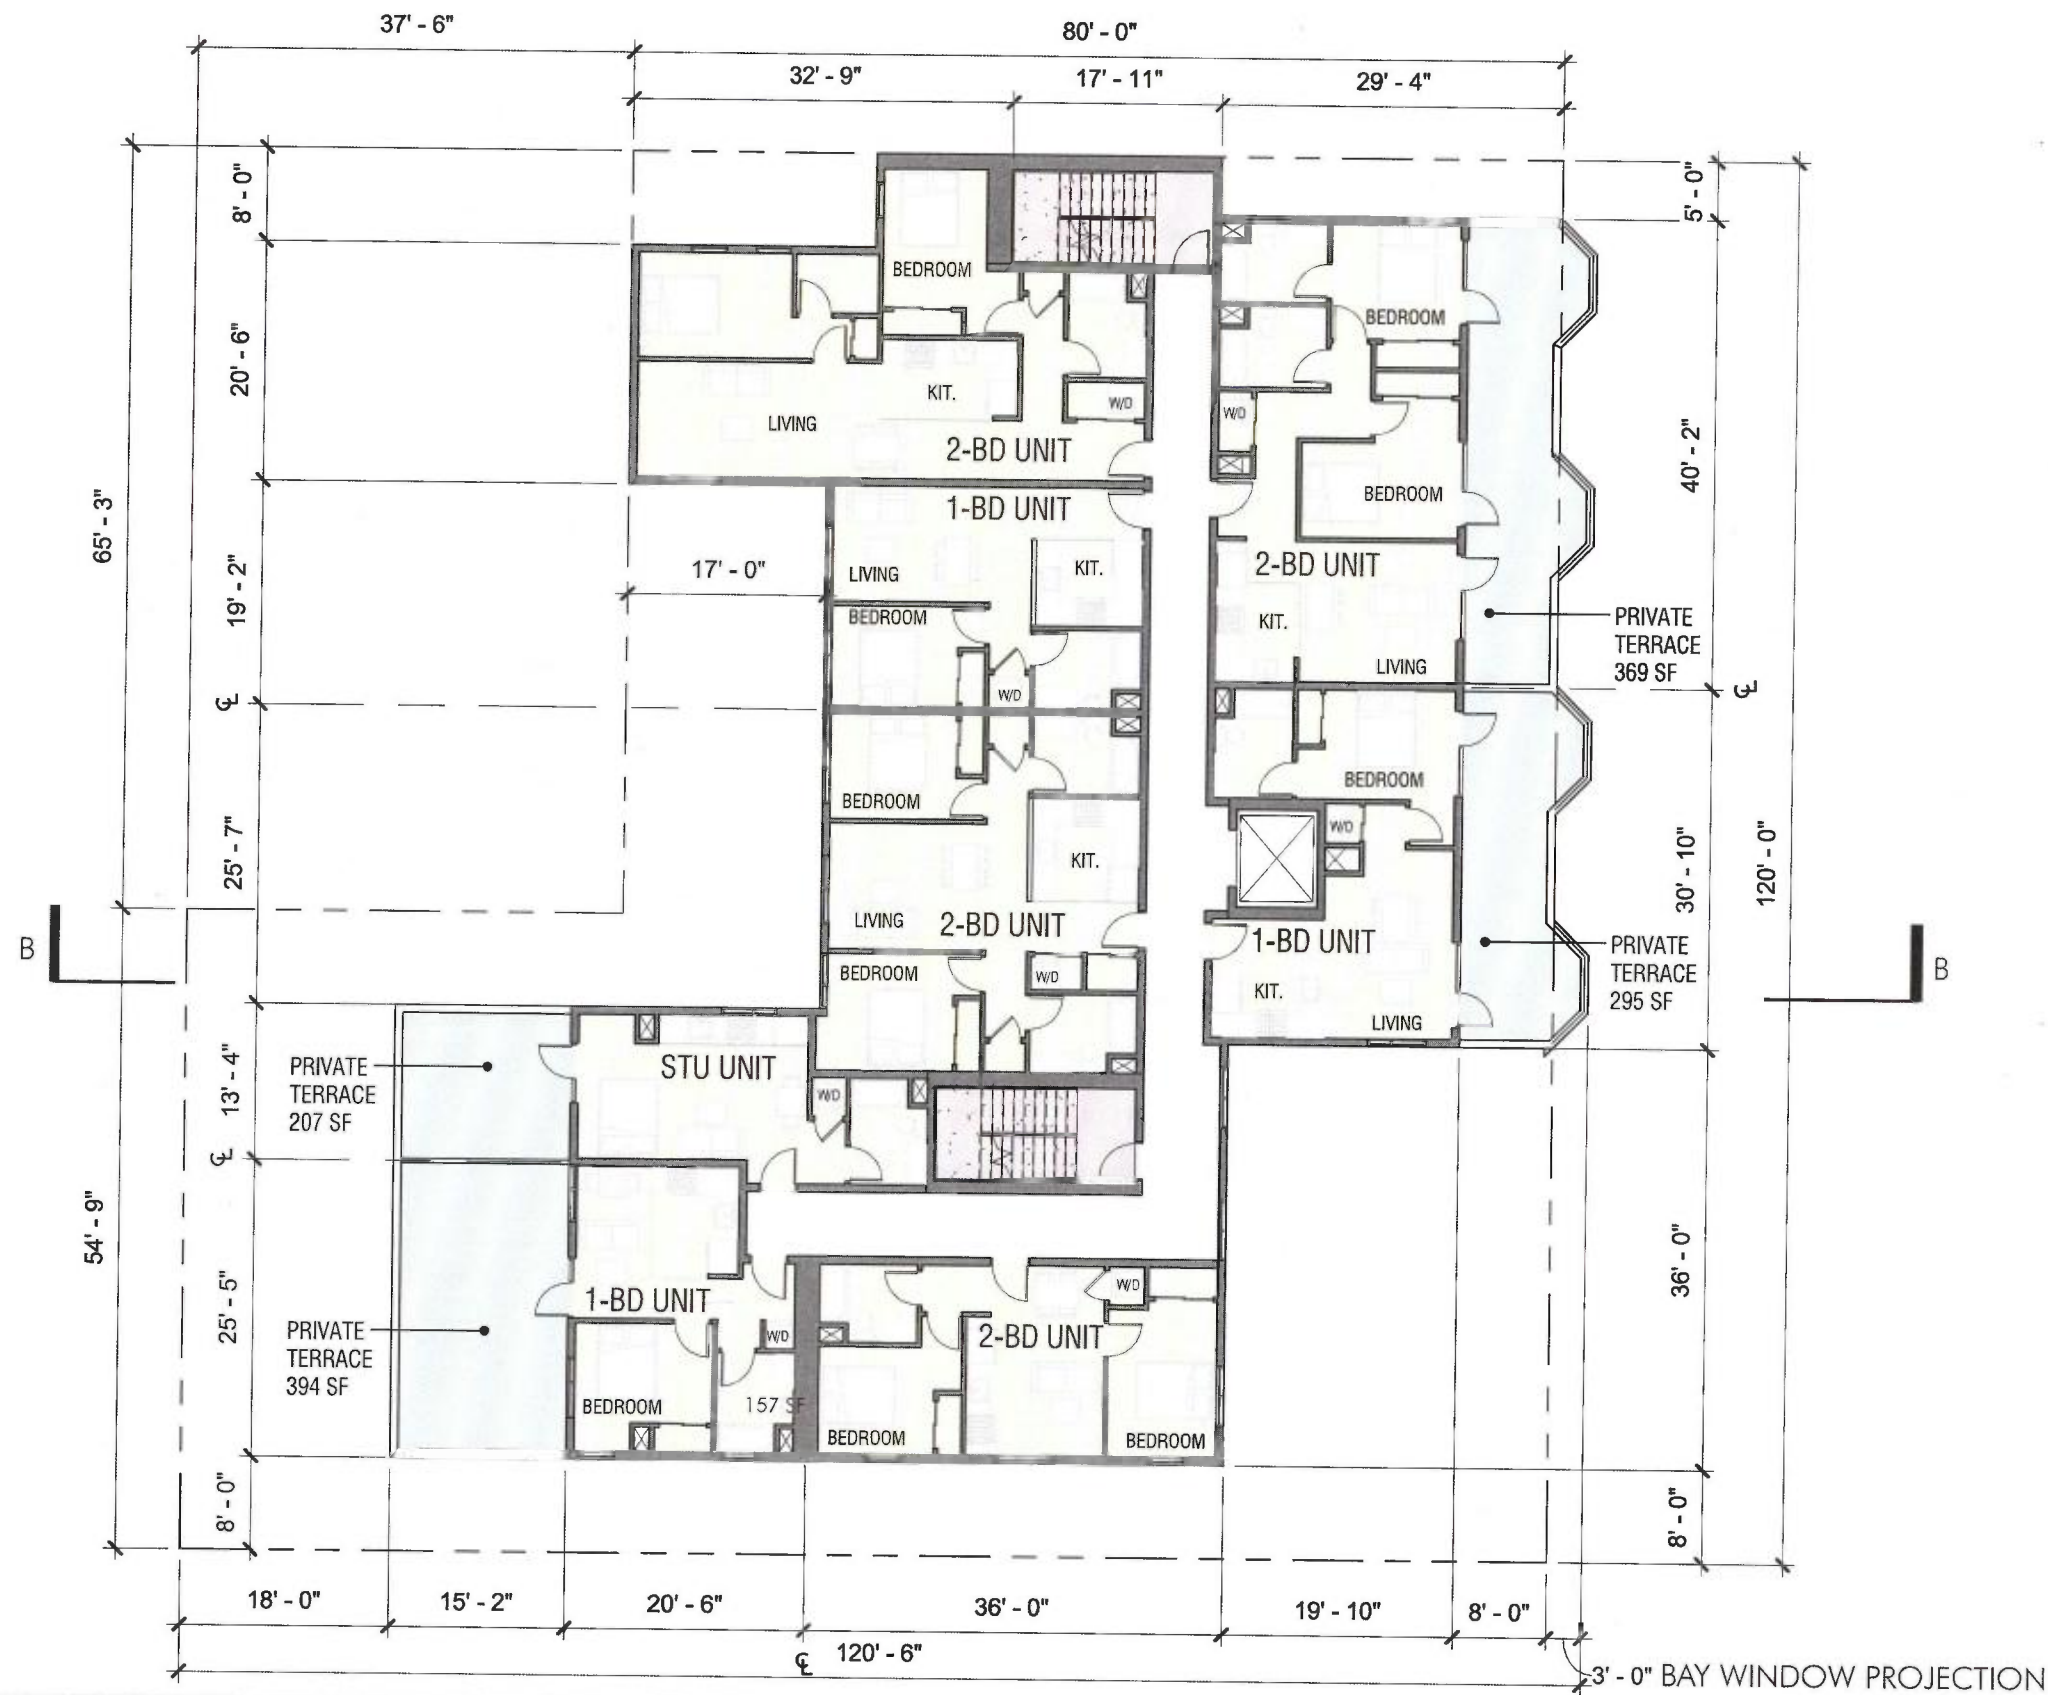 37' - 6"
80' - 0"
32' - 9"
17' - 11"
29' - 4"
8' - 0"
5' - 0"
BEDROOM
BEDROOM
20' - 6"
KIT.
W/D
W/D
LIVING
2-BD UNIT
40' - 2"
BEDROOM
1-BD UNIT
65' - 3"
2-BD UNIT
17' - 0"
LIVING
KIT.
19' - 2"
BEDROOM
KIT.
PRIVATE
TERRACE
369 SF
LIVING
W/D
℄
℄
BEDROOM
BEDROOM
W/D
25' - 7"
KIT.
30' - 10"
120' - 0"
LIVING
2-BD UNIT
1-BD UNIT
B
PRIVATE
TERRACE
295 SF
B
BEDROOM
W/D
KIT.
LIVING
STU UNIT
PRIVATE
TERRACE
207 SF
13' - 4"
W/D
℄
54' - 9"
36' - 0"
25' - 5"
1-BD UNIT
W/D
PRIVATE
TERRACE
394 SF
W/D
2-BD UNIT
BEDROOM
157 SF
BEDROOM
BEDROOM
8' - 0"
8' - 0"
18' - 0"
15' - 2"
20' - 6"
36' - 0"
19' - 10"
8' - 0"
℄
120' - 6"
3' - 0" BAY WINDOW PROJECTION